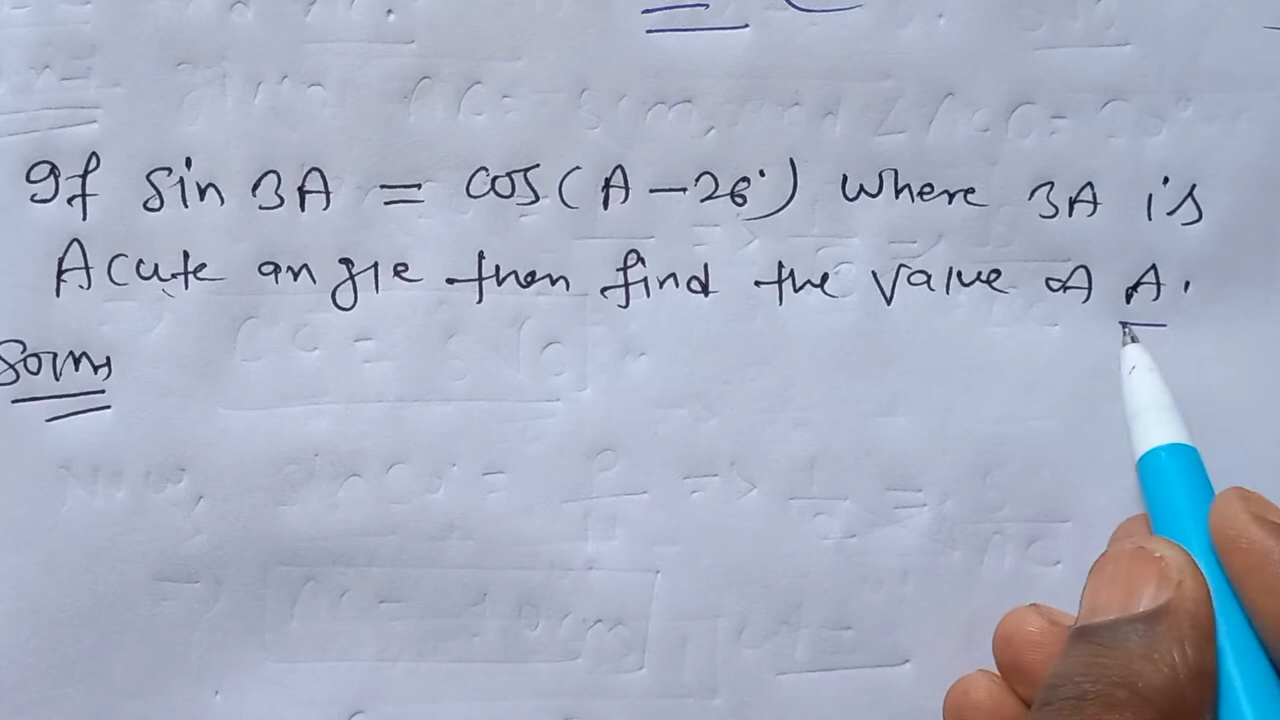 If sin 3A = cos(A-26°) where 3A is
Acute angle then find the value of A.
Soln